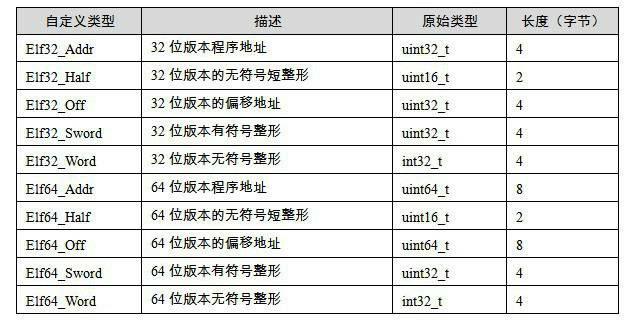 自定义类型 描述 原始类型 长度（字节）
Elf32_Addr 32 位版本程序地址 uint32_t 4
Elf32_Half 32 位版本的无符号短整形 uint16_t 2
Elf32_Off 32 位版本的偏移地址 uint32_t 4
Elf32_Sword 32 位版本有符号整形 uint32_t 4
Elf32_Word 32 位版本无符号整形 int32_t 4
Elf64_Addr 64 位版本程序地址 uint64_t 8
Elf64_Half 64 位版本的无符号短整形 uint16_t 2
Elf64_Off 64 位版本的偏移地址 uint64_t 8
Elf64_Sword 64 位版本有符号整形 uint32_t 4
Elf64_Word 64 位版本无符号整形 int32_t 4